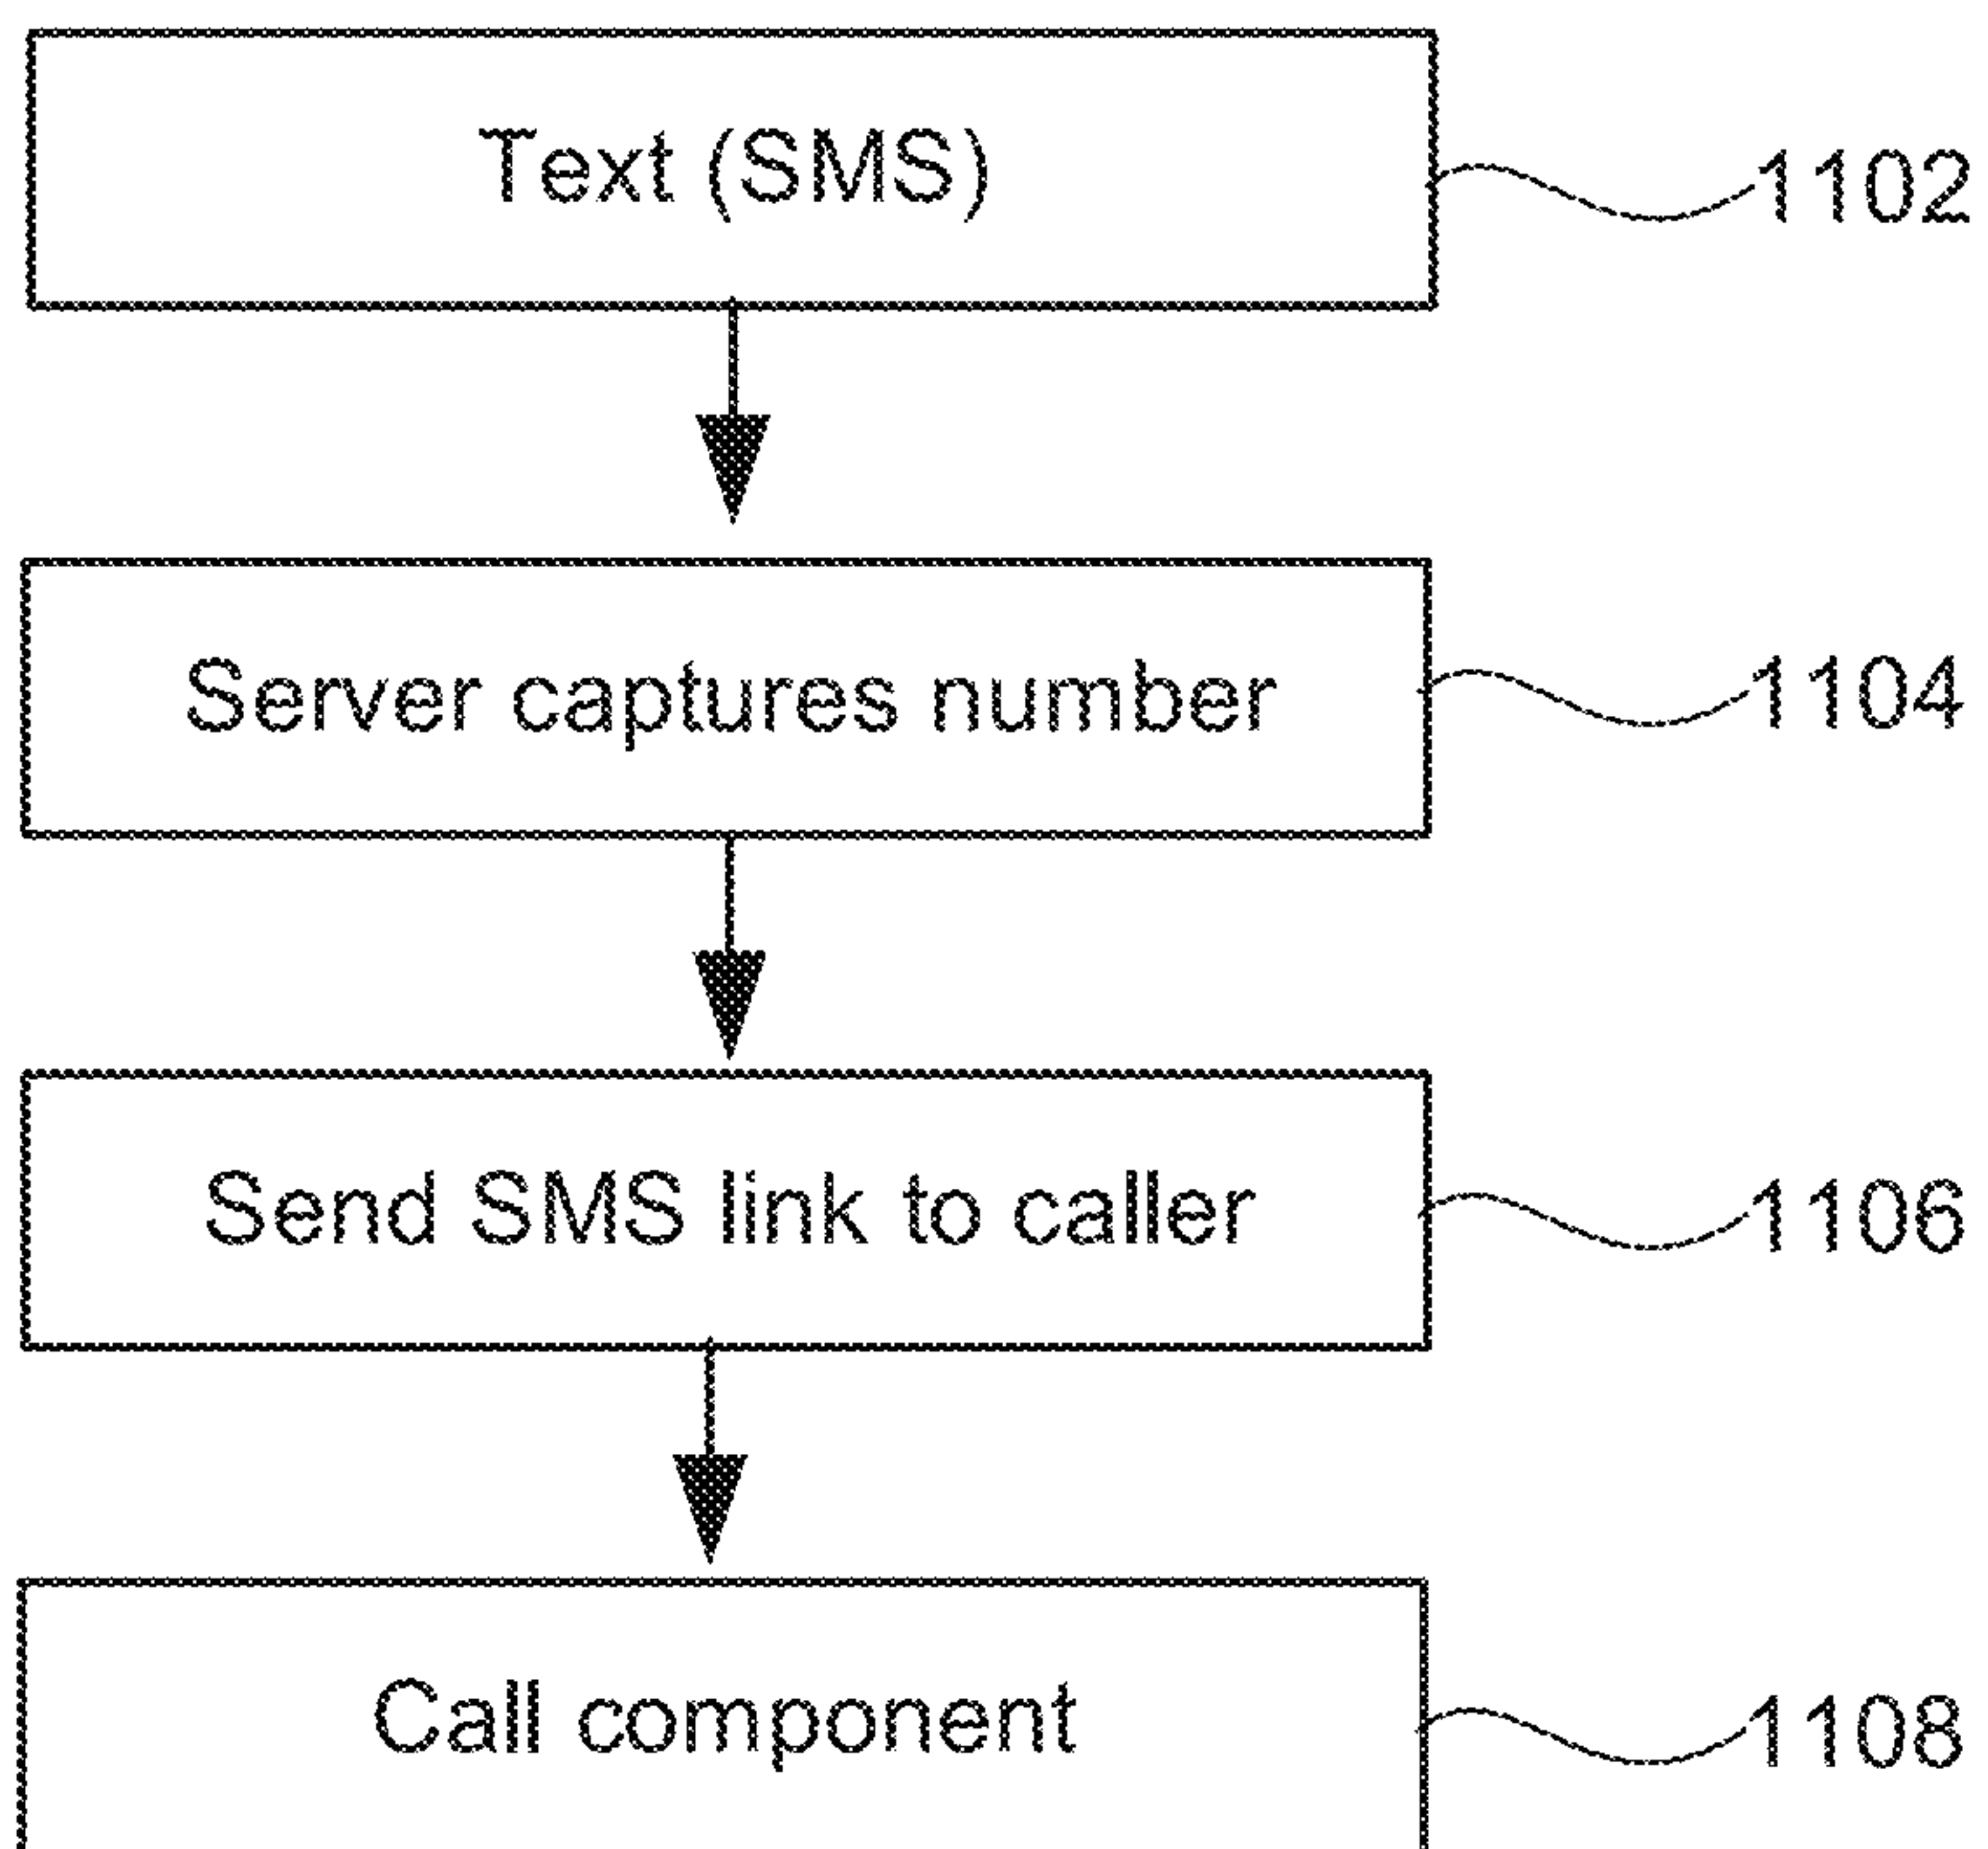 Text (SMS)
1102
Server captures number
1104
Send SMS link to caller
1106
Call component
1108